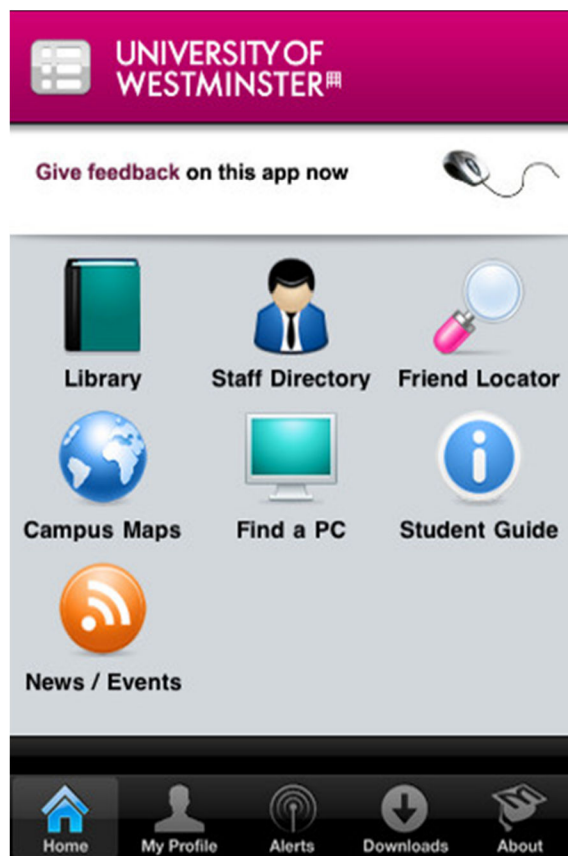 UNIVERSITY OF
WESTMINSTER
Give feedback on this app now
Library
Staff Directory
Friend Locator
Campus Maps
Find a PC
Student Guide
News / Events
Home
My Profile
Alerts
Downloads
About